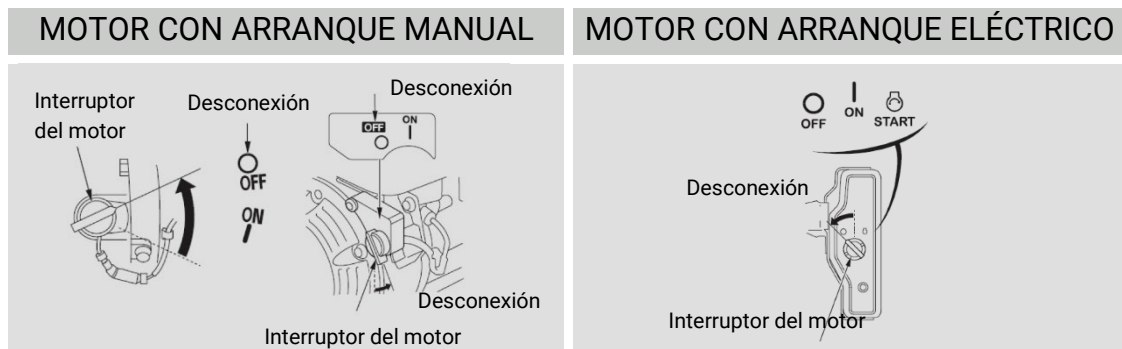 MOTOR CON ARRANQUE MANUAL
MOTOR CON ARRANQUE ELÉCTRICO
Interruptor
del motor
Desconexión
OFF
ON
Desconexión
OFF
ON
Desconexión
Interruptor del motor
OFF
ON
START
Desconexión
Interruptor del motor